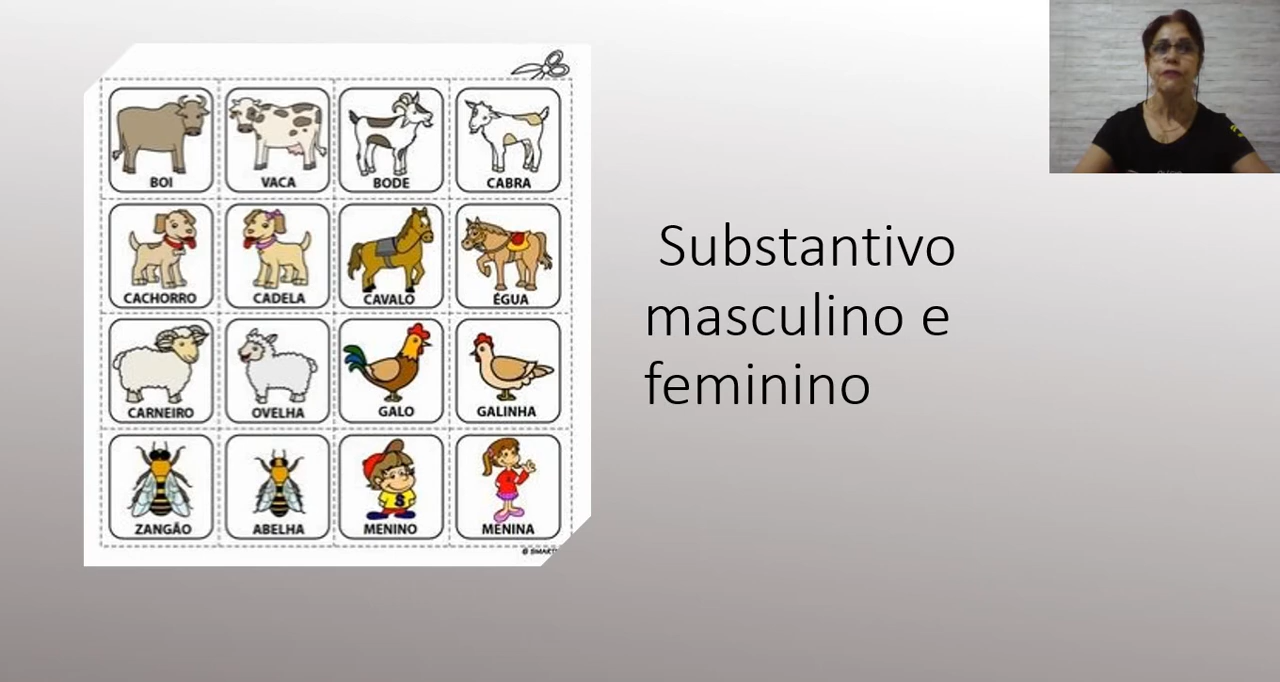 BOI VACA BODE CABRA
CACHORRO CADELA CAVALO ÉGUA
CARNEIRO OVELHA GALO GALINHA
ZANGÃO ABELHA MENINO MENINA
Substantivo
masculino e
feminino